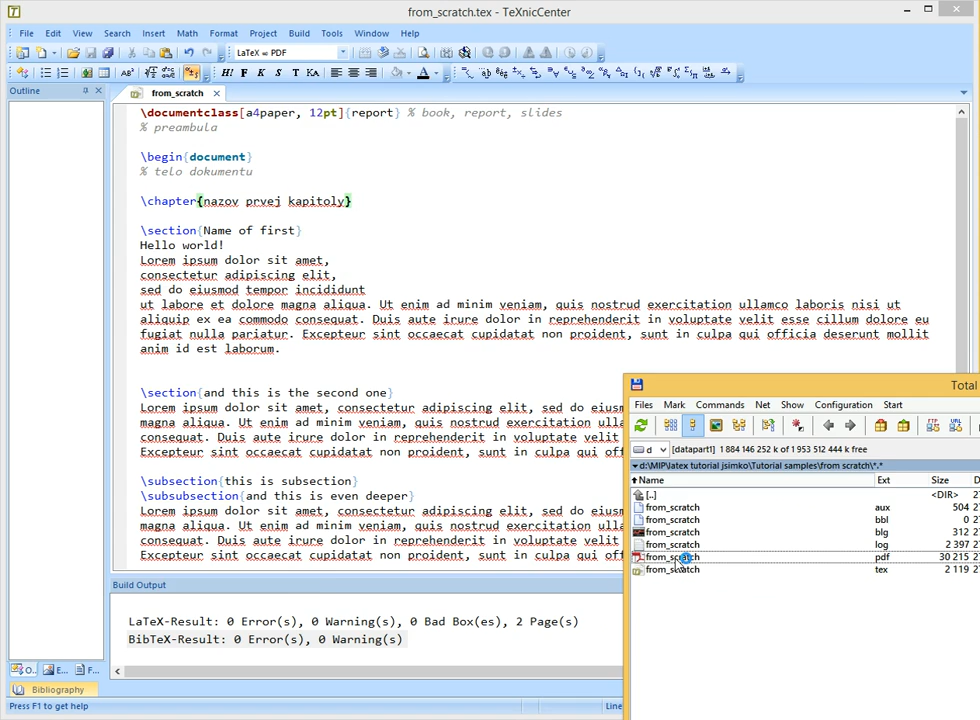 from_scratch.tex - TeXnicCenter
File Edit View Search Insert Math Format Project Build Tools Window Help
LaTeX ⇒ PDF
Outline
from_scratch
\documentclass[a4paper, 12pt]{report} % book, report, slides
% preambula
\begin{document}
% telo dokumentu
\chapter{nazov prvej kapitoly}
\section{Name of first}
Hello world!
Lorem ipsum dolor sit amet,
consectetur adipiscing elit,
sed do eiusmod tempor incididunt
ut labore et dolore magna aliqua. Ut enim ad minim veniam, quis nostrud exercitation ullamco laboris nisi ut
aliquip ex ea commodo consequat. Duis aute irure dolor in reprehenderit in voluptate velit esse cillum dolore eu
fugiat nulla pariatur. Excepteur sint occaecat cupidatat non proident, sunt in culpa qui officia deserunt mollit
anim id est laborum.
\section{and this is the second one}
Lorem ipsum dolor sit amet, consectetur adipiscing elit, sed do eiusm
magna aliqua. Ut enim ad minim veniam, quis nostrud exercitation ull
consequat. Duis aute irure dolor in reprehenderit in voluptate velit
Excepteur sint occaecat cupidatat non proident, sunt in culpa qui of
\subsection{this is subsection}
\subsubsection{and this is even deeper}
Lorem ipsum dolor sit amet, consectetur adipiscing elit, sed do eiusm
magna aliqua. Ut enim ad minim veniam, quis nostrud exercitation ull
consequat. Duis aute irure dolor in reprehenderit in voluptate velit
Excepteur sint occaecat cupidatat non proident, sunt in culpa qui of
Build Output
LaTeX-Result: 0 Error(s), 0 Warning(s), 0 Bad Box(es), 2 Page(s)
BibTeX-Result: 0 Error(s), 0 Warning(s)
O.. E... F...
Bibliography
Press F1 to get help
Line
Total
Files Mark Commands Net Show Configuration Start
d [datapart1] 1 884 146 252 k of 1 953 512 444 k free
d:\MIP\latex tutorial jsimko\Tutorial samples\from scratch\*.*
Name Ext Size D
[..] <DIR> 2
from_scratch aux 504 2
from_scratch bbl 0 2
from_scratch blg 312 2
from_scratch log 2 397 2
from_scratch pdf 30 215 2
from_scratch tex 2 119 2